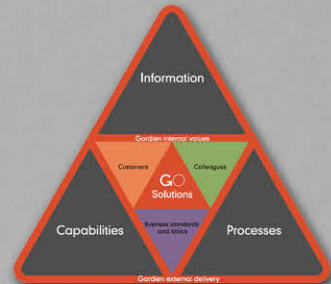 Information
Gardien internal values
Customers
Colleagues
GO
Solutions
Business standards
and ethics
Capabilities
Processes
Gardien external delivery